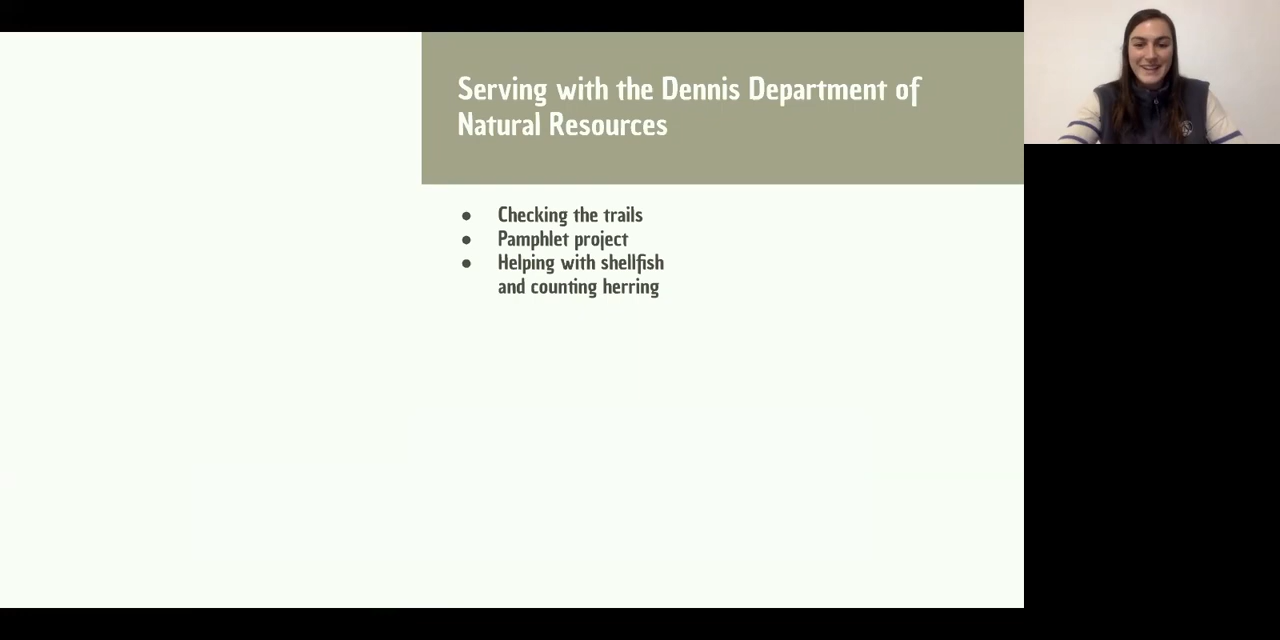 Serving with the Dennis Department of
Natural Resources
● Checking the trails
● Pamphlet project
● Helping with shellfish
and counting herring